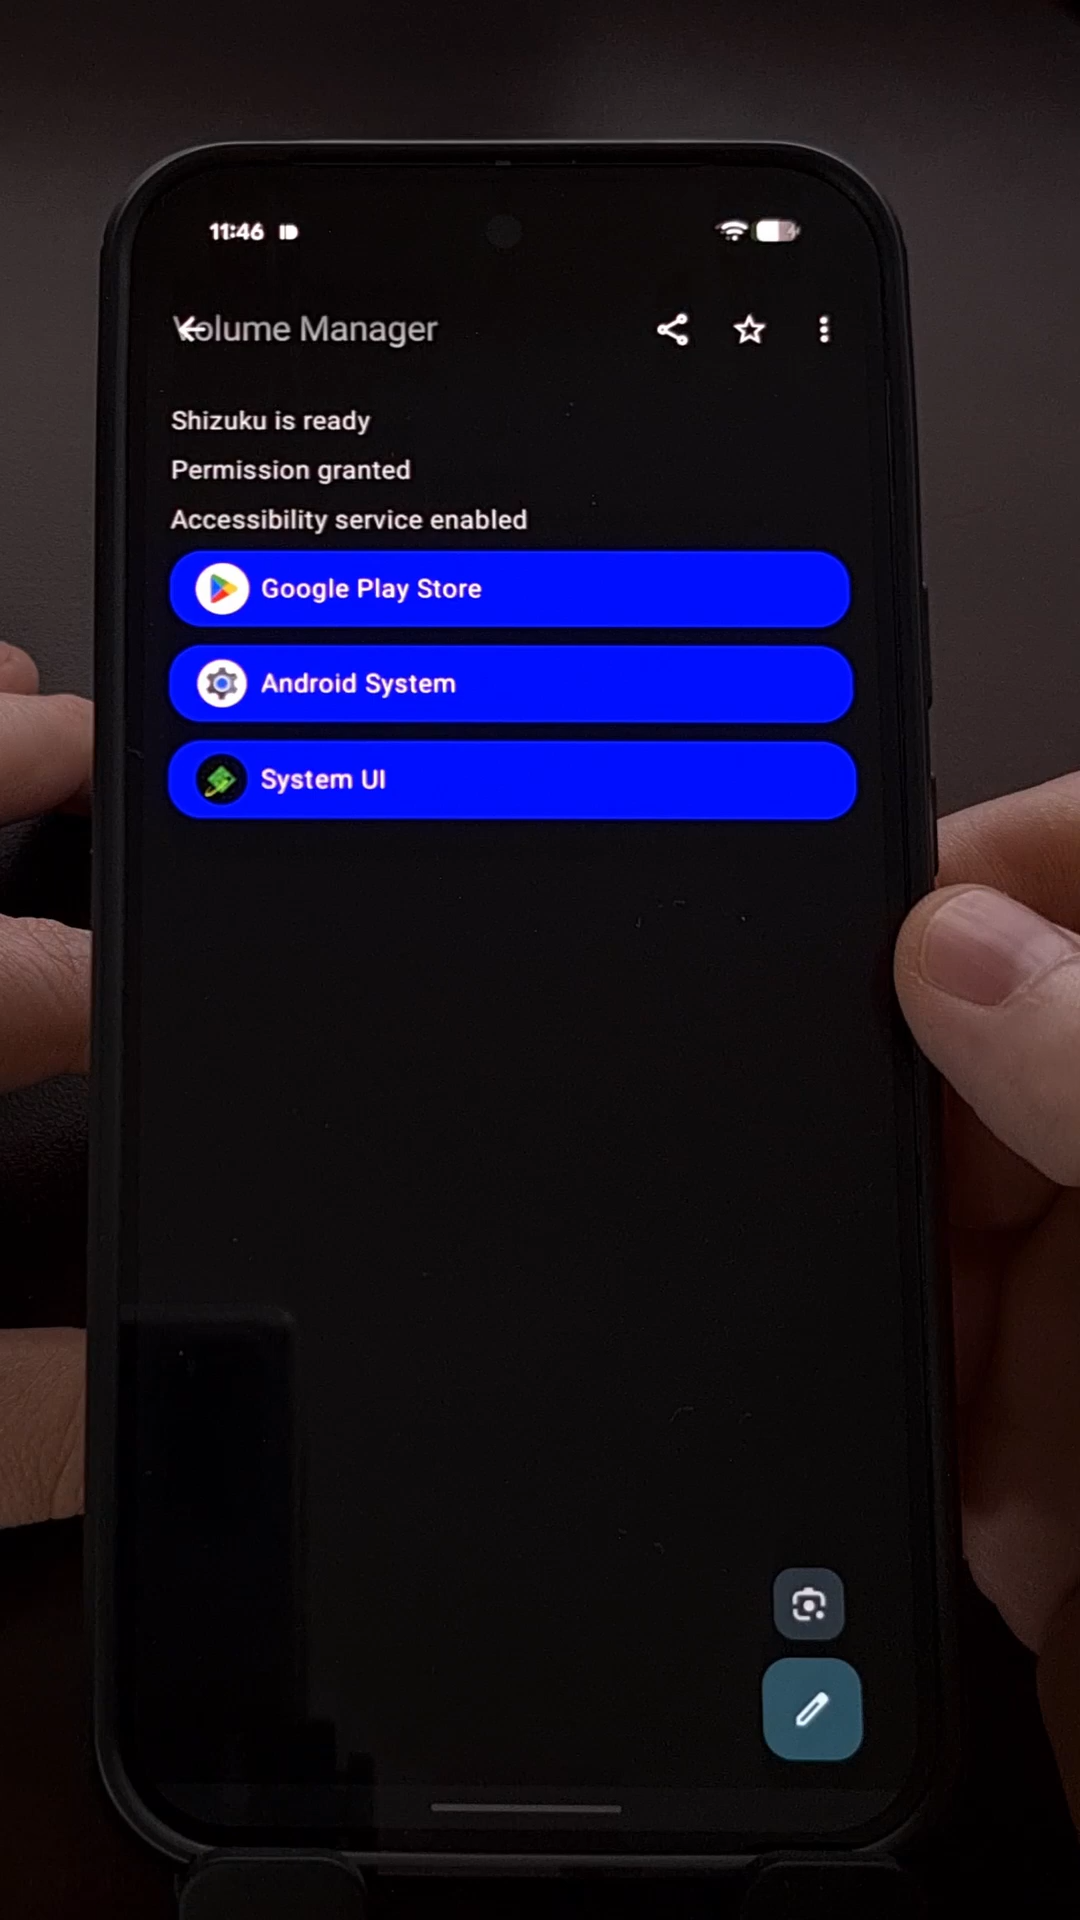 11:46
Volume Manager
Shizuku is ready
Permission granted
Accessibility service enabled
Google Play Store
Android System
System UI